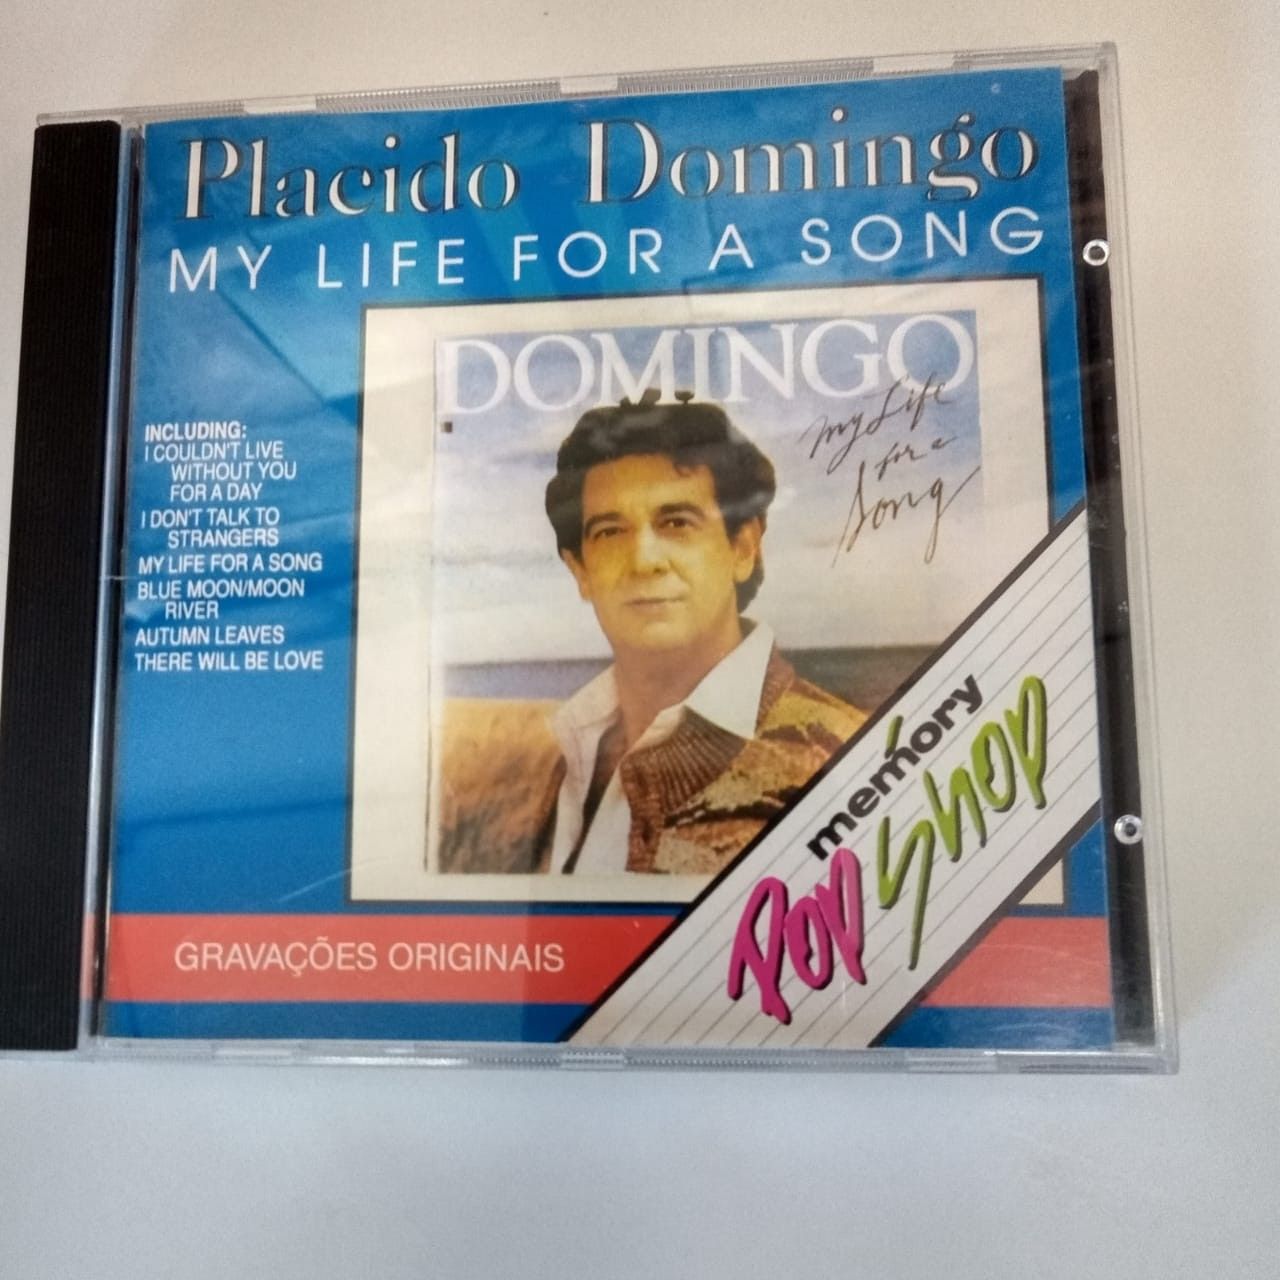 Placido Domingo
MY LIFE FOR A SONG
DOMINGO
My Life
for a
Song
INCLUDING:
I COULDN'T LIVE
WITHOUT YOU
FOR A DAY
I DON'T TALK TO
STRANGERS
MY LIFE FOR A SONG
BLUE MOON/MOON
RIVER
AUTUMN LEAVES
THERE WILL BE LOVE
memory
Pop Shop
GRAVAÇÕES ORIGINAIS